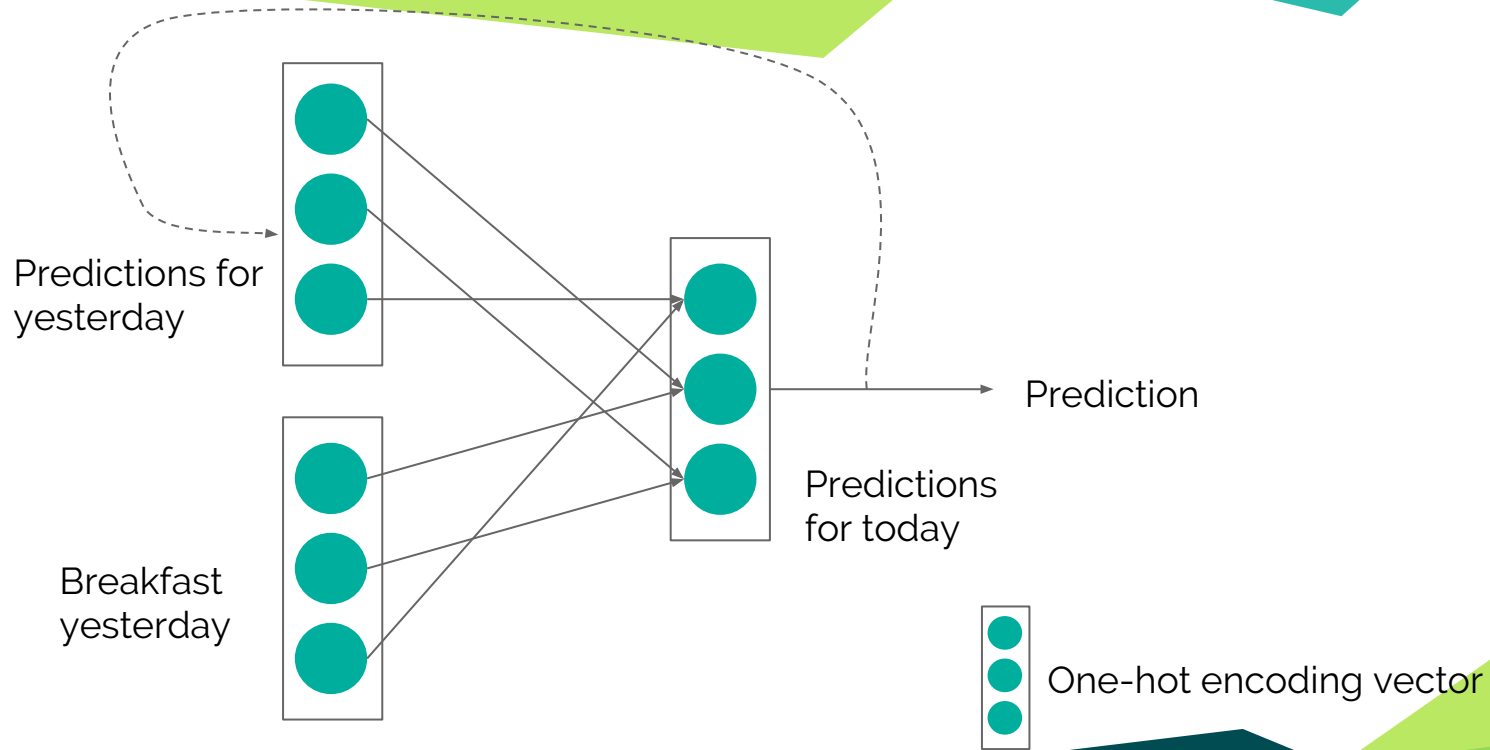 Predictions for
yesterday
Prediction
Predictions
for today
Breakfast
yesterday
One-hot encoding vector